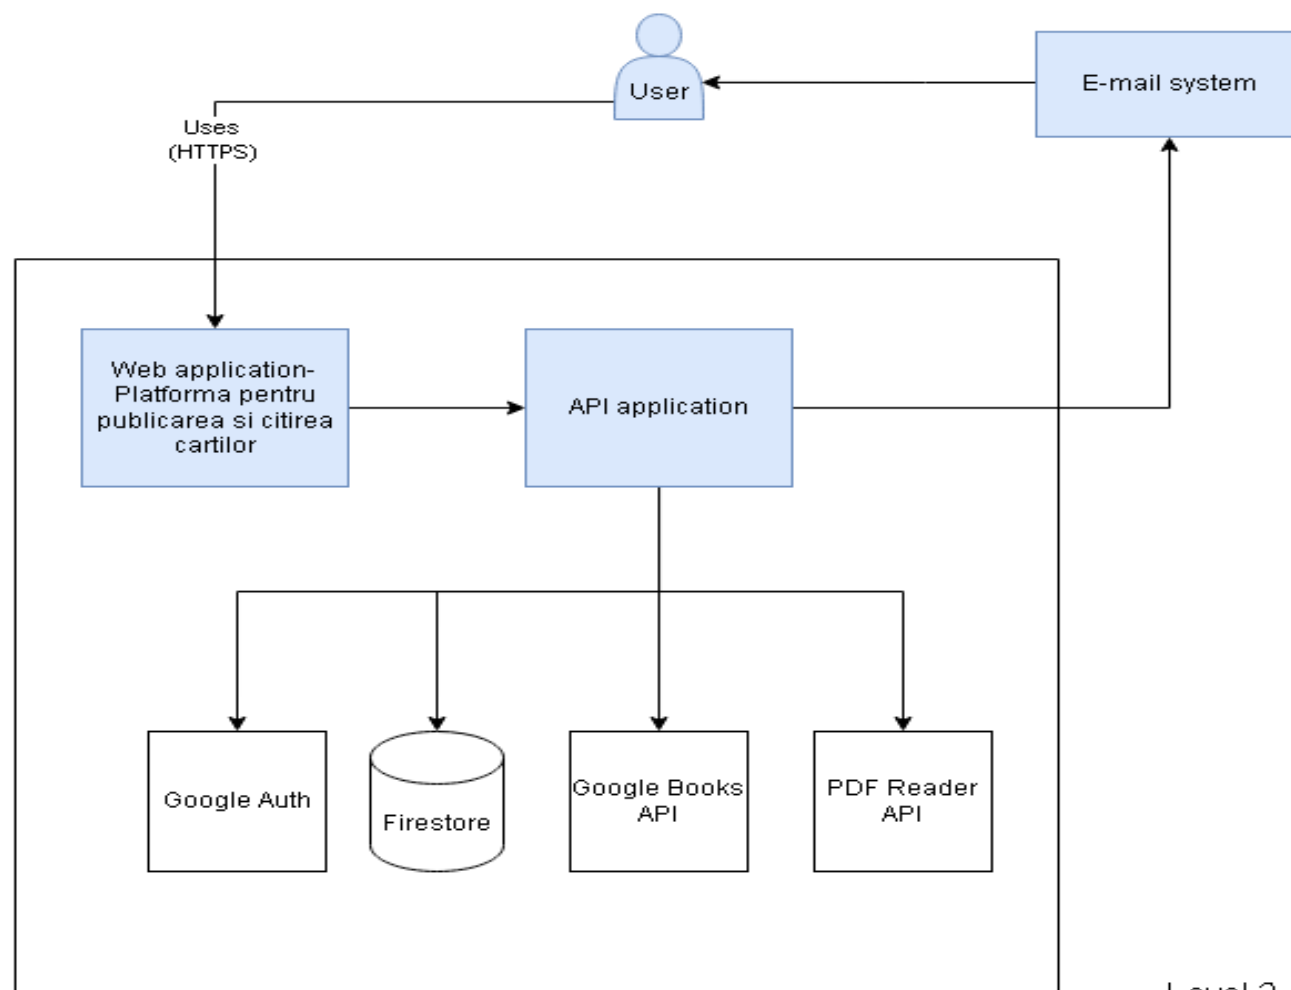 User
E-mail system
Uses
(HTTPS)
Web application-
Platforma pentru
publicarea si citirea
cartilor
API application
Google Auth
Firestore
Google Books
API
PDF Reader
API
Level